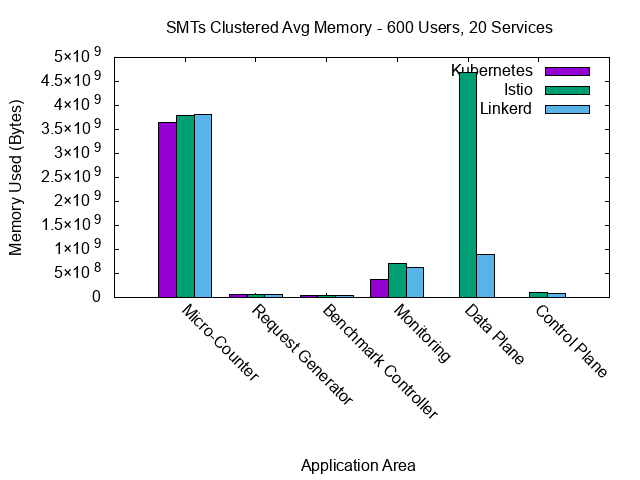 SMTs Clustered Avg Memory - 600 Users, 20 Services
5×10^9
4.5×10^9
4×10^9
3.5×10^9
3×10^9
2.5×10^9
2×10^9
1.5×10^9
1×10^9
5×10^8
0
Memory Used (Bytes)
Kubernetes
Istio
Linkerd
Micro-Counter
Request Generator
Benchmark Controller
Monitoring
Data Plane
Control Plane
Application Area